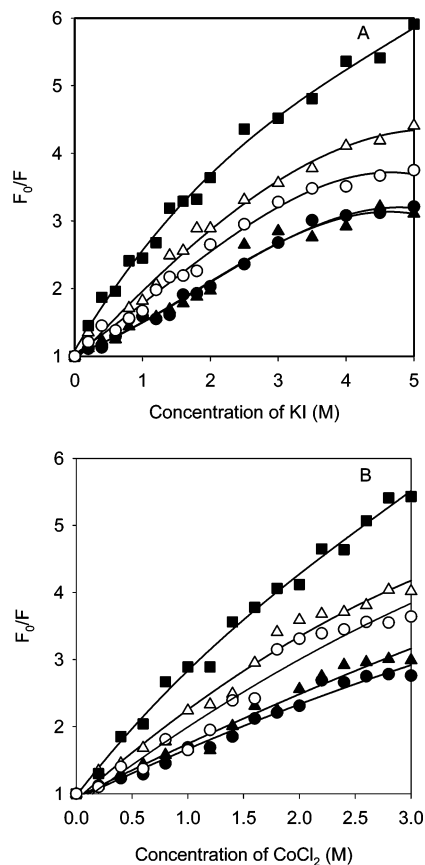 A
6
5
4
3
2
1
F₀/F
0 1 2 3 4 5
Concentration of KI (M)
B
6
5
4
3
2
1
F₀/F
0.0 0.5 1.0 1.5 2.0 2.5 3.0
Concentration of CoCl₂ (M)